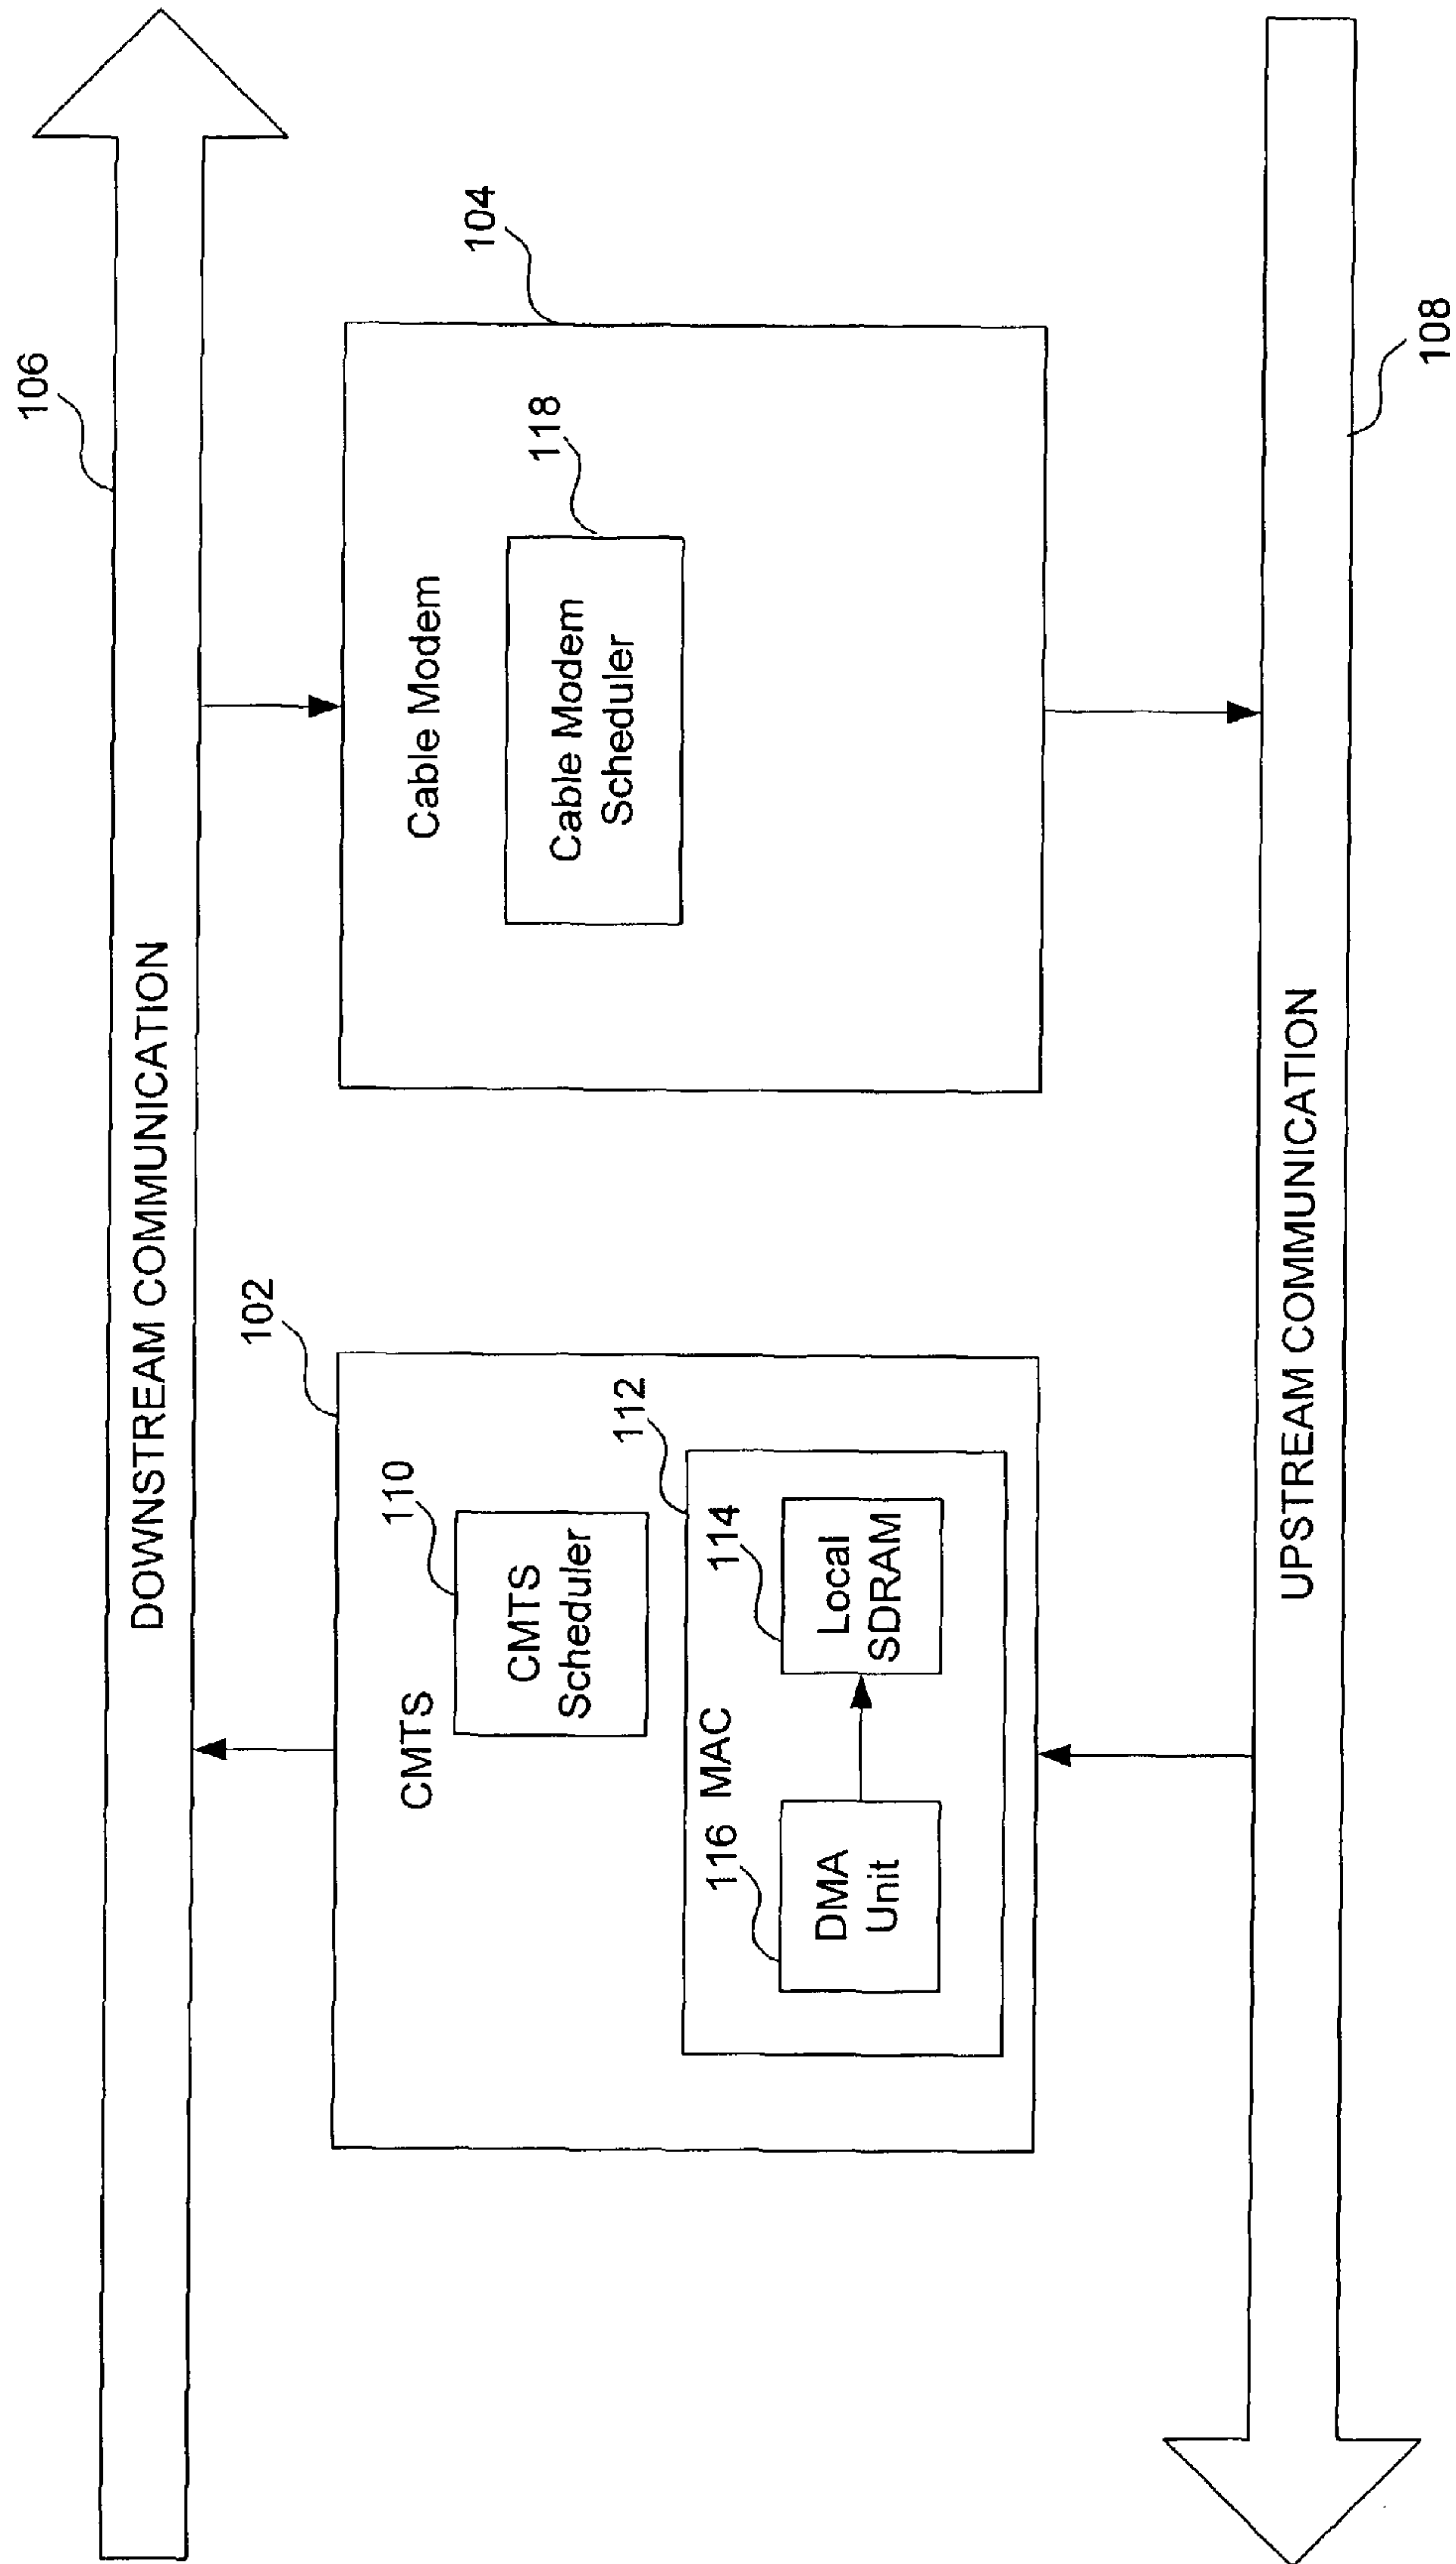 106
DOWNSTREAM COMMUNICATION
102
104
CMTS
110
CMTS
Scheduler
Cable Modem
118
Cable Modem
Scheduler
112
116
MAC
114
DMA
Unit
Local
SDRAM
UPSTREAM COMMUNICATION
108